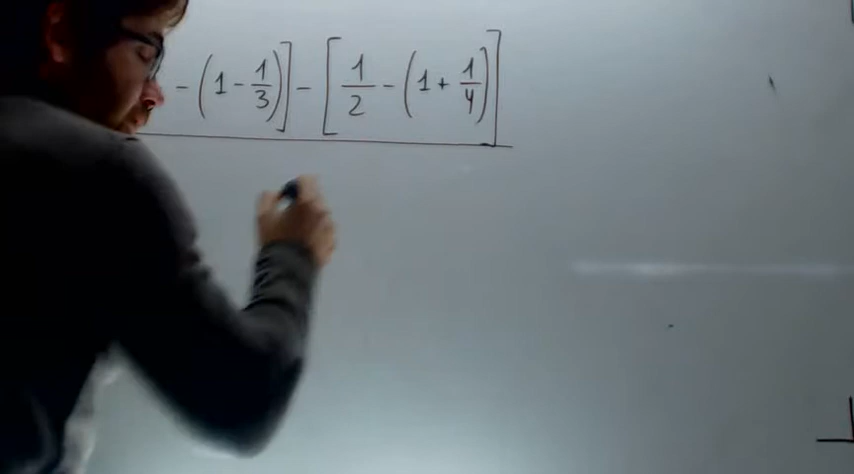 - (1 - 1/3)] - [1/2 - (1 + 1/4)]